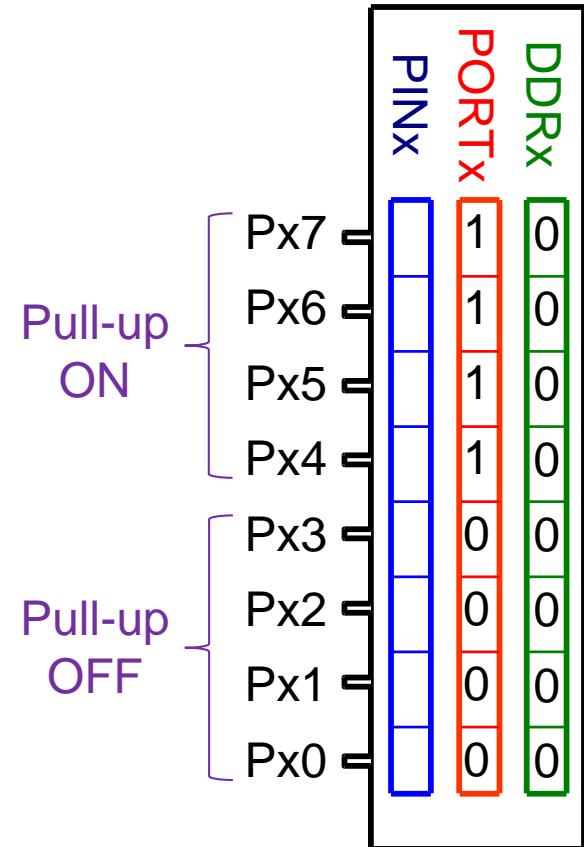 PINx PORTx DDRx
Px7 1 0
Px6 1 0
Pull-up
ON
Px5 1 0
Px4 1 0
Px3 0 0
Px2 0 0
Pull-up
OFF
Px1 0 0
Px0 0 0